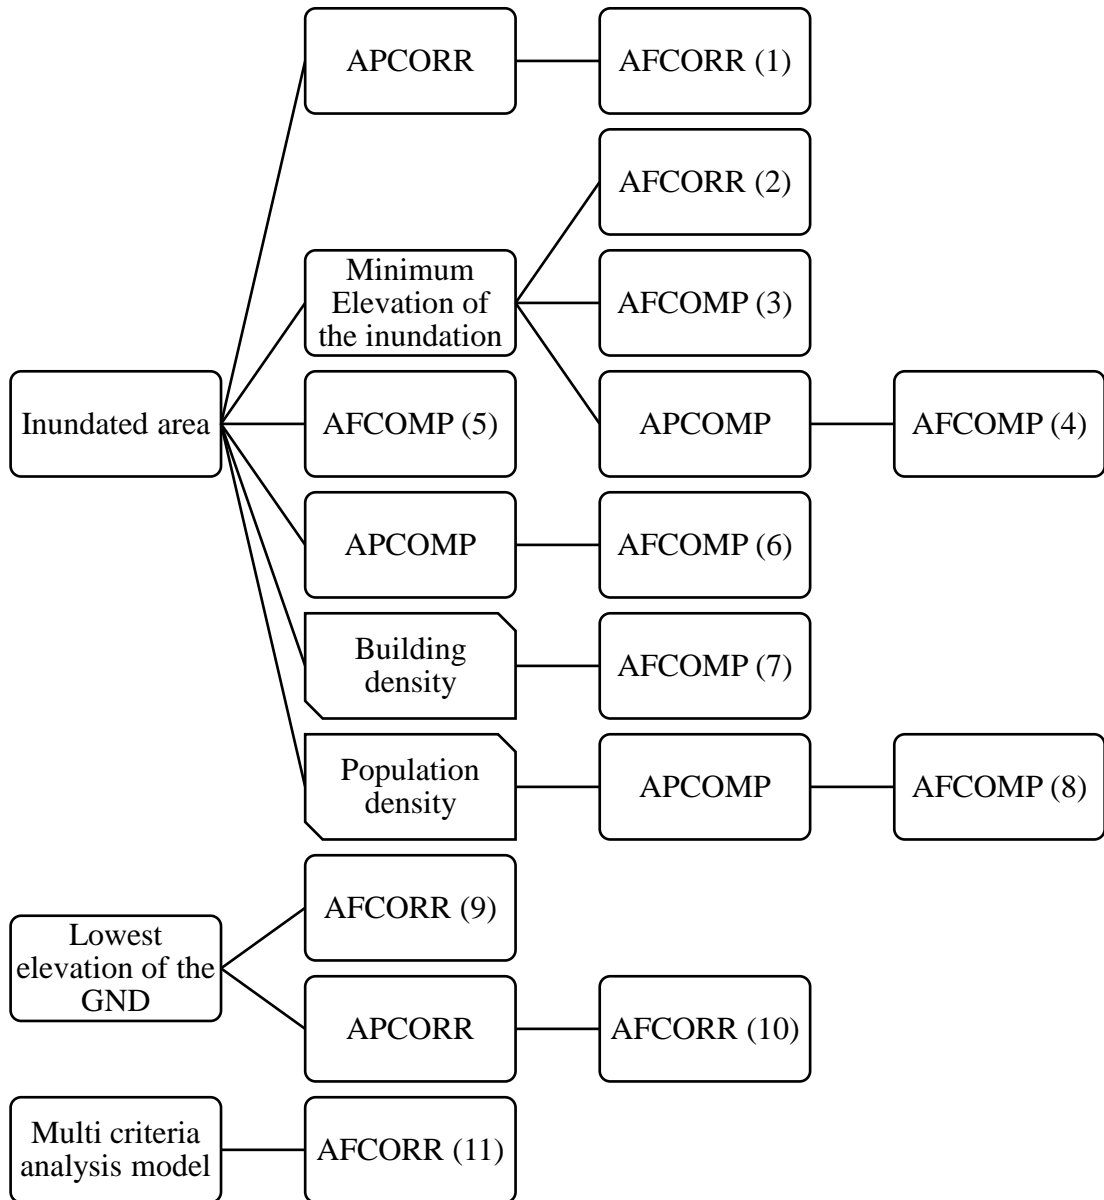 APCORR
AFCORR (1)
AFCORR (2)
Minimum
Elevation of
the inundation
AFCOMP (3)
Inundated area
AFCOMP (5)
APCOMP
AFCOMP (4)
APCOMP
AFCOMP (6)
Building
density
AFCOMP (7)
Population
density
APCOMP
AFCOMP (8)
AFCORR (9)
Lowest
elevation of the
GND
APCORR
AFCORR (10)
Multi criteria
analysis model
AFCORR (11)